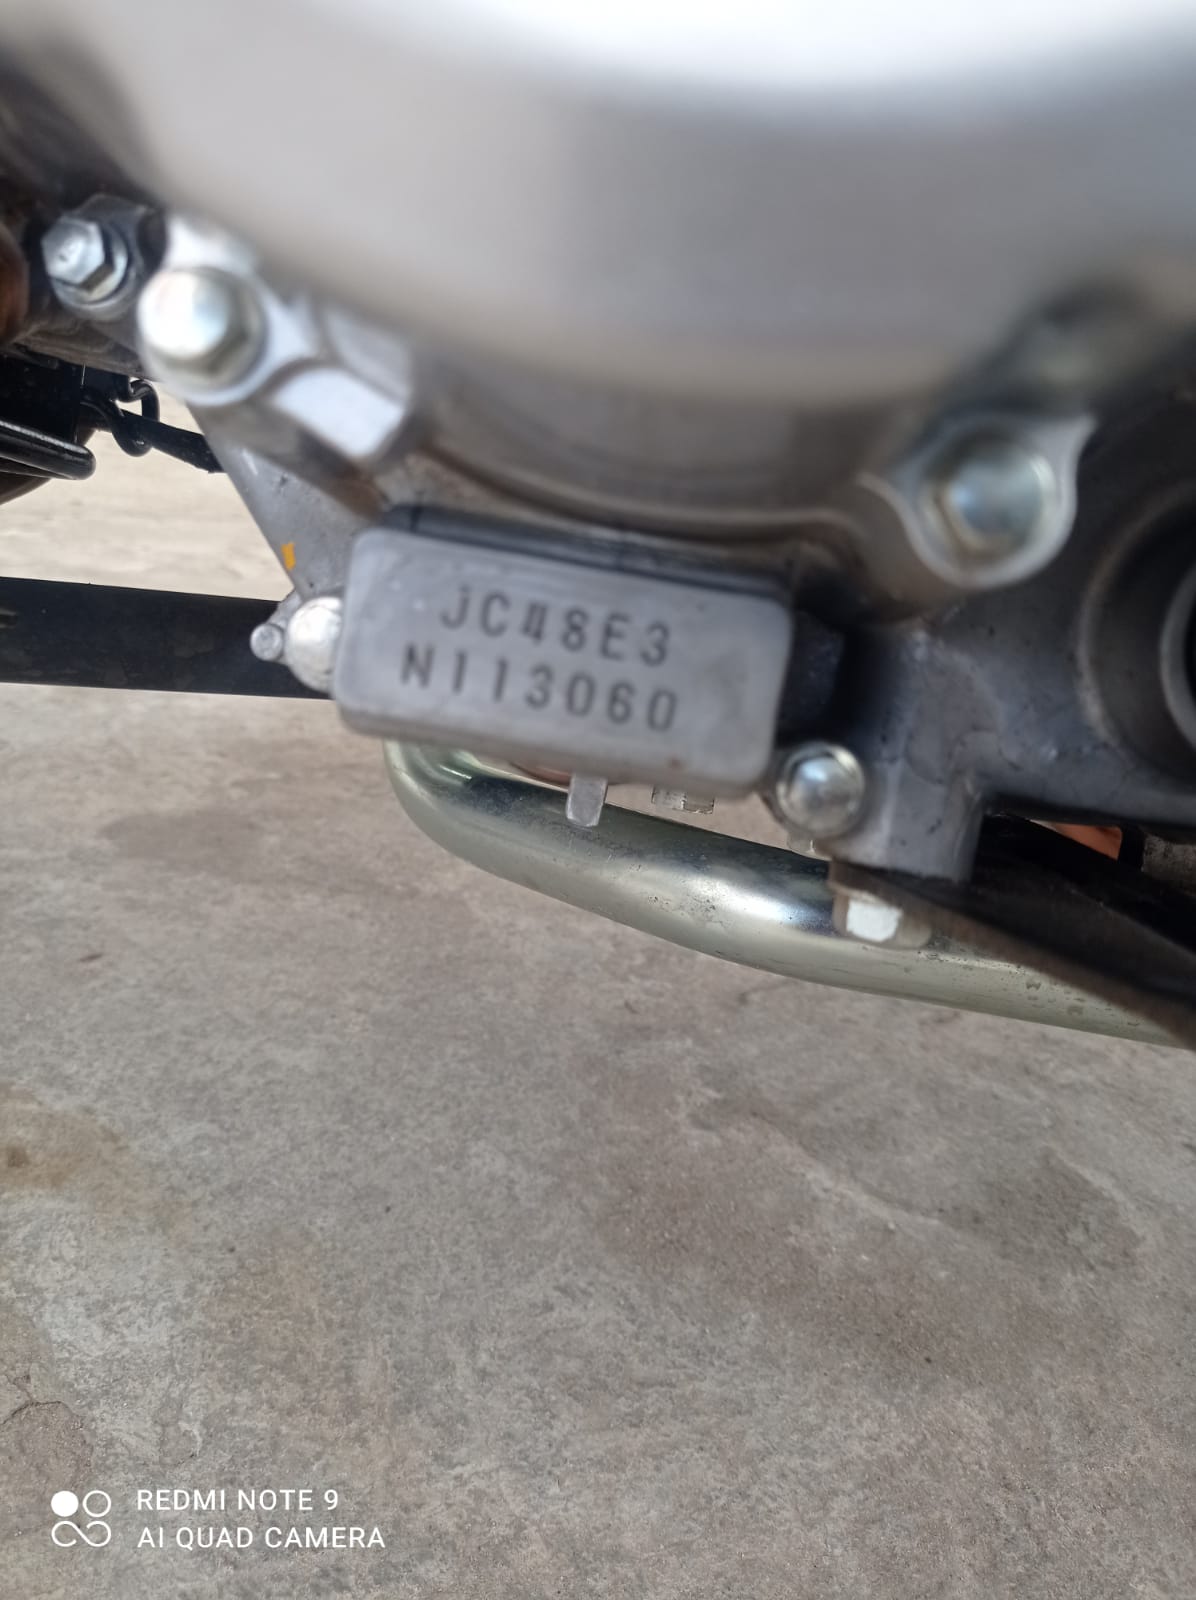 JC48E3
N113060
REDMI NOTE 9
AI QUAD CAMERA